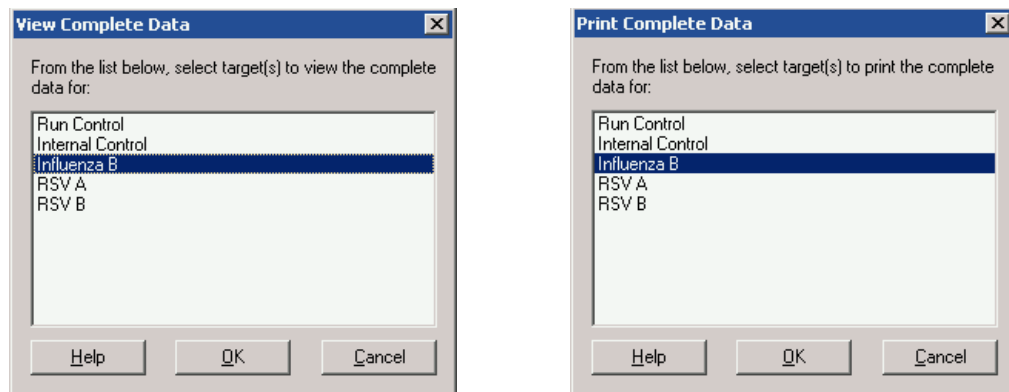 View Complete Data
From the list below, select target(s) to view the complete
data for:
Run Control
Internal Control
Influenza B
RSV A
RSV B
Help
OK
Cancel
Print Complete Data
From the list below, select target(s) to print the complete
data for:
Run Control
Internal Control
Influenza B
RSV A
RSV B
Help
OK
Cancel